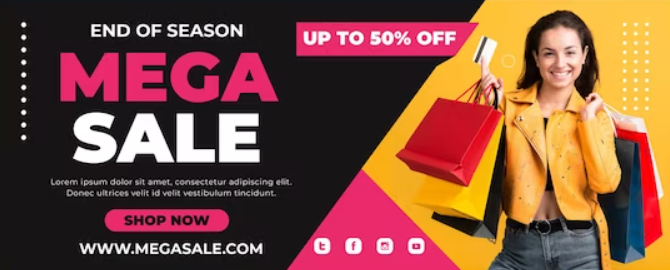 END OF SEASON
MEGA
SALE
UP TO 50% OFF
Lorem ipsum dolor sit amet, consectetur adipiscing elit.
Donec ultrices velit velit vestibulum tincidunt.
SHOP NOW
WWW.MEGASALE.COM